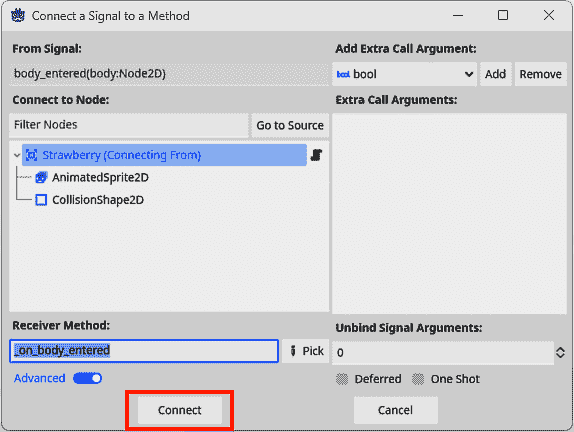 Connect a Signal to a Method
From Signal:
body_entered(body:Node2D)
Add Extra Call Argument:
bool
Add
Remove
Connect to Node:
Extra Call Arguments:
Filter Nodes
Go to Source
Strawberry (Connecting From)
AnimatedSprite2D
CollisionShape2D
Receiver Method:
_on_body_entered
Pick
Advanced
Unbind Signal Arguments:
0
Deferred
One Shot
Connect
Cancel